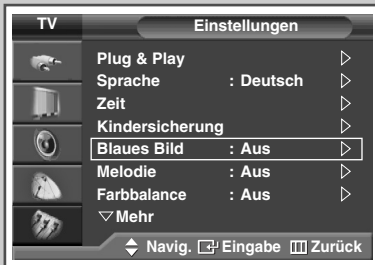 TV Einstellungen
Plug & Play
Sprache : Deutsch
Zeit
Kindersicherung
Blaues Bild : Aus
Melodie : Aus
Farbbalance : Aus
Mehr
Navig. Eingabe Zurück